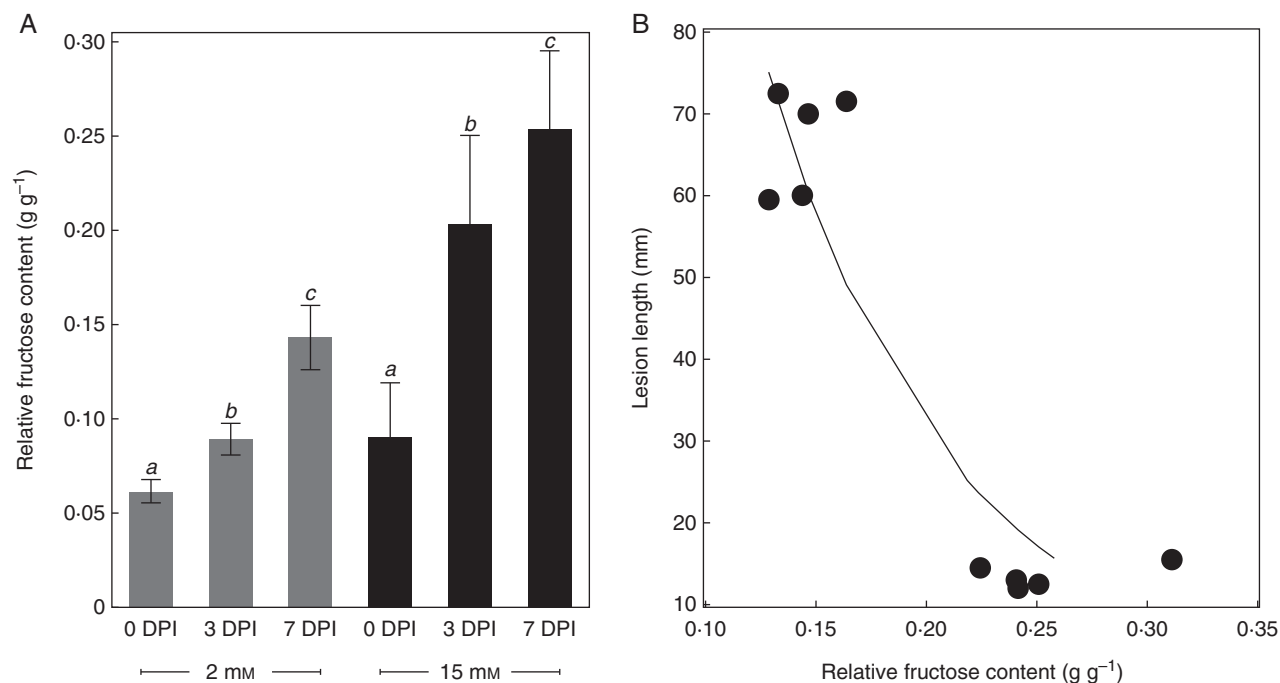 A
Relative fructose content (g g⁻¹)
0·30
0·25
0·20
0·15
0·10
0·05
0
a
b
c
a
b
c
0 DPI 3 DPI 7 DPI 0 DPI 3 DPI 7 DPI
2 mM 15 mM
B
Lesion length (mm)
80
70
60
50
40
30
20
10
0·10 0·15 0·20 0·25 0·30 0·35
Relative fructose content (g g⁻¹)